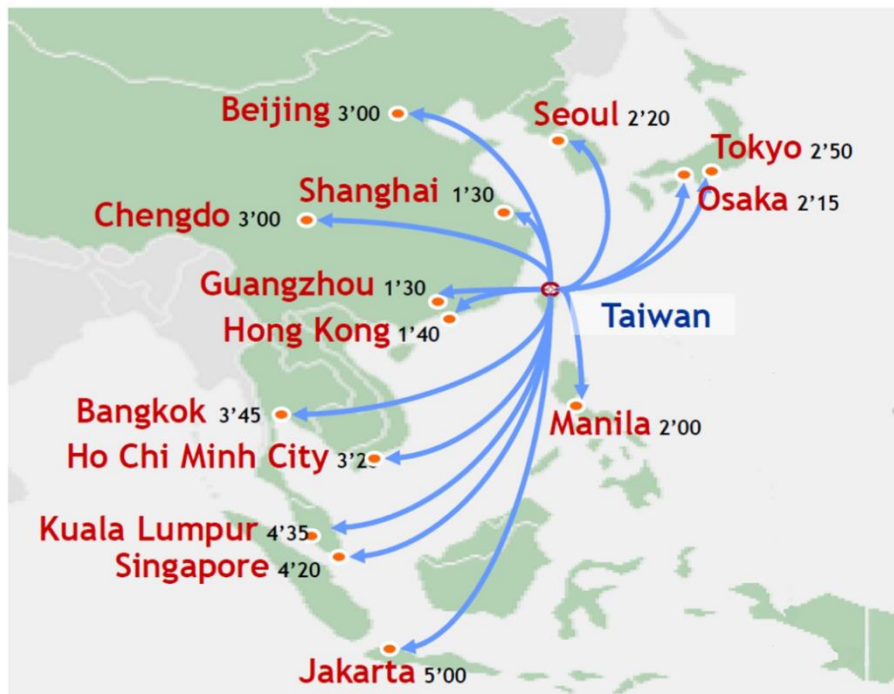 Beijing 3’00
Seoul 2’20
Tokyo 2’50
Shanghai 1’30
Osaka 2’15
Chengdo 3’00
Guangzhou 1’30
Taiwan
Hong Kong 1’40
Bangkok 3’45
Manila 2’00
Ho Chi Minh City
Kuala Lumpur 4’35
Singapore 4’20
Jakarta 5’00